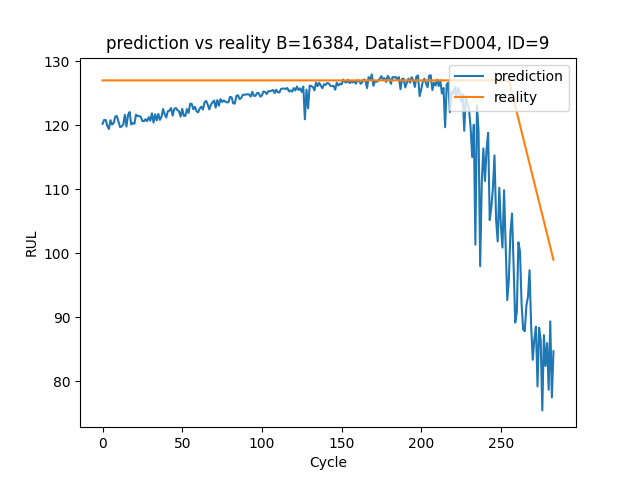 prediction vs reality B=16384, Datalist=FD004, ID=9
prediction
reality
RUL
130
120
110
100
90
80
0 50 100 150 200 250
Cycle